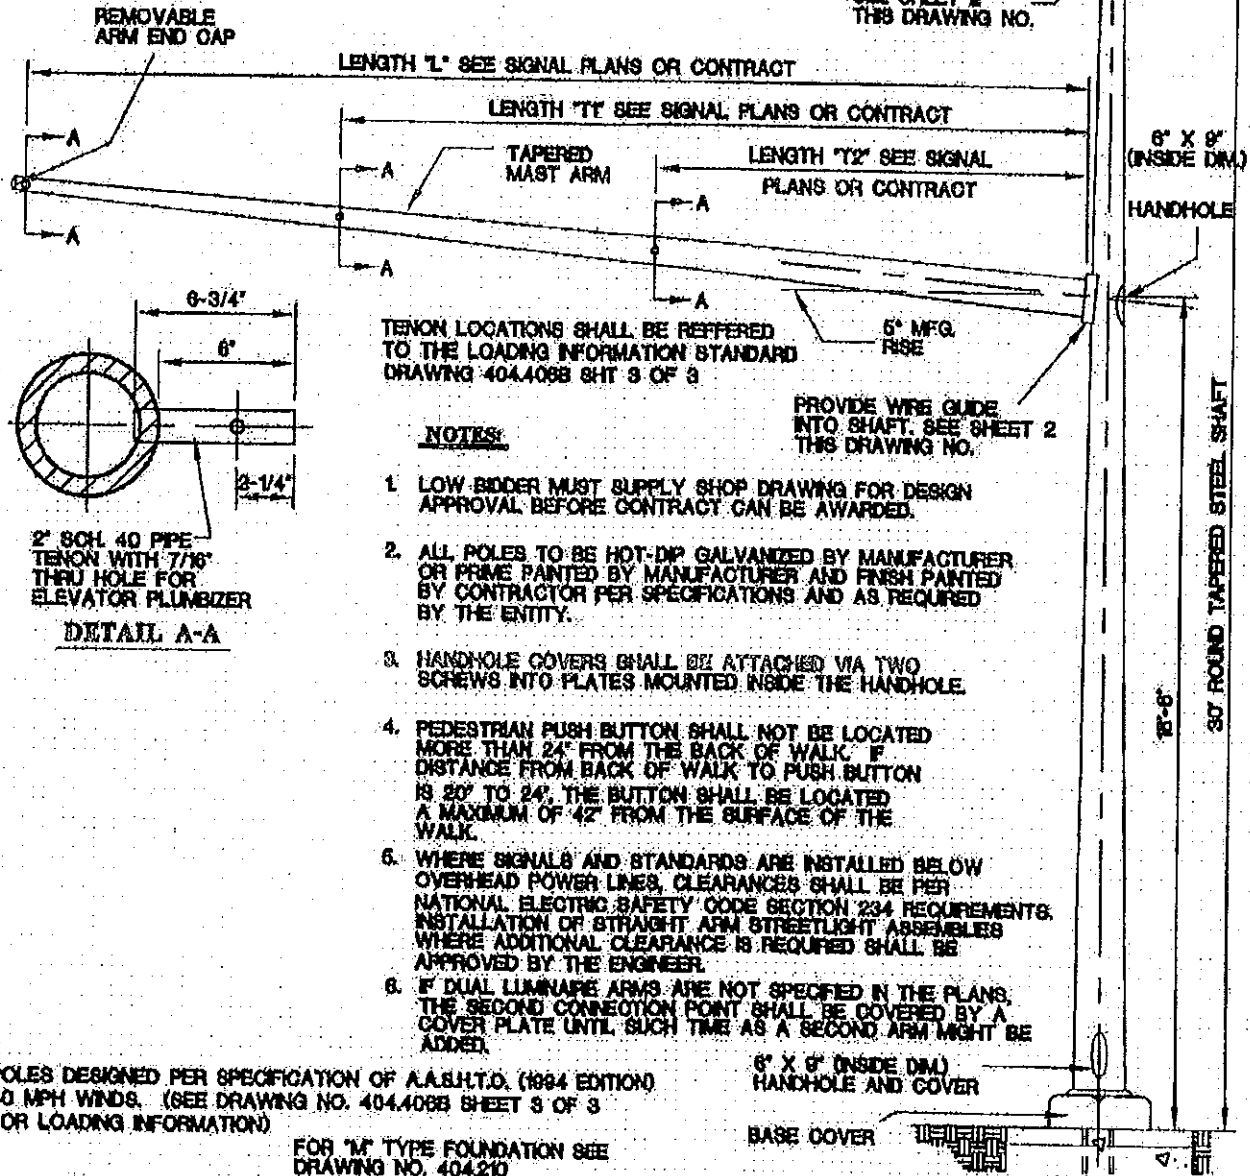 REMOVABLE
ARM END CAP
THIS DRAWING NO.
LENGTH "L" SEE SIGNAL PLANS OR CONTRACT
LENGTH "T1" SEE SIGNAL PLANS OR CONTRACT
TAPERED
MAST ARM
LENGTH "T2" SEE SIGNAL
PLANS OR CONTRACT
6" X 9"
(INSIDE DIM.)
HANDHOLE
A
A
A
A
A
A
6-3/4"
6"
2" SCH. 40 PIPE
TENON WITH 7/16"
THRU HOLE FOR
ELEVATOR PLUMBIZER
DETAIL A-A
TENON LOCATIONS SHALL BE REFFERED
TO THE LOADING INFORMATION STANDARD
DRAWING 404.406B SHT 3 OF 3
5° MFG.
RISE
PROVIDE WIRE GUIDE
INTO SHAFT. SEE SHEET 2
THIS DRAWING NO.
NOTES:
1. LOW BIDDER MUST SUPPLY SHOP DRAWING FOR DESIGN
APPROVAL BEFORE CONTRACT CAN BE AWARDED.
2. ALL POLES TO BE HOT-DIP GALVANIZED BY MANUFACTURER
OR PRIME PAINTED BY MANUFACTURER AND FINISH PAINTED
BY CONTRACTOR PER SPECIFICATIONS AND AS REQUIRED
BY THE ENTITY.
3. HANDHOLE COVERS SHALL BE ATTACHED VIA TWO
SCREWS INTO PLATES MOUNTED INSIDE THE HANDHOLE.
4. PEDESTRIAN PUSH BUTTON SHALL NOT BE LOCATED
MORE THAN 24" FROM THE BACK OF WALK. IF
DISTANCE FROM BACK OF WALK TO PUSH BUTTON
IS 20" TO 24", THE BUTTON SHALL BE LOCATED
A MAXIMUM OF 42" FROM THE SURFACE OF THE
WALK.
5. WHERE SIGNALS AND STANDARDS ARE INSTALLED BELOW
OVERHEAD POWER LINES, CLEARANCES SHALL BE PER
NATIONAL ELECTRIC SAFETY CODE SECTION 234 REQUIREMENTS.
INSTALLATION OF STRAIGHT ARM STREETLIGHT ASSEMBLIES
WHERE ADDITIONAL CLEARANCE IS REQUIRED SHALL BE
APPROVED BY THE ENGINEER.
6. IF DUAL LUMINAIRE ARMS ARE NOT SPECIFIED IN THE PLANS,
THE SECOND CONNECTION POINT SHALL BE COVERED BY A
COVER PLATE UNTIL SUCH TIME AS A SECOND ARM MIGHT BE
ADDED.
30' ROUND TAPERED STEEL SHAFT
6" X 9" (INSIDE DIM.)
HANDHOLE AND COVER
BASE COVER
OLES DESIGNED PER SPECIFICATION OF A.A.S.H.T.O. (1994 EDITION)
0 MPH WINDS. (SEE DRAWING NO. 404.406B SHEET 3 OF 3
OR LOADING INFORMATION)
FOR "M" TYPE FOUNDATION SEE
DRAWING NO. 404.210